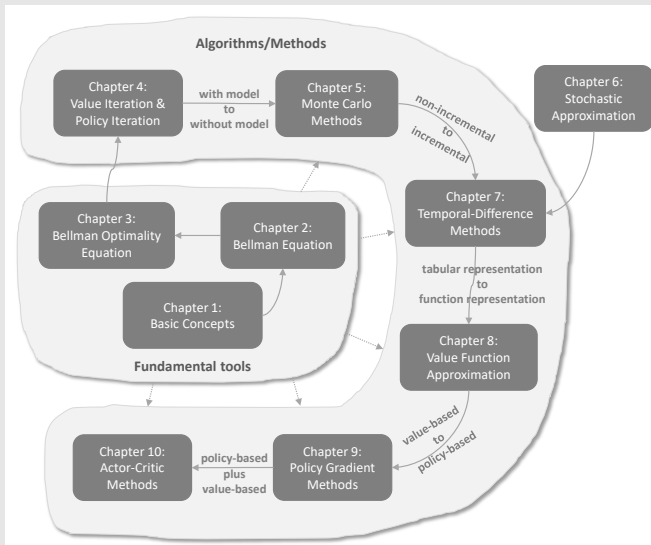 Algorithms/Methods
Chapter 4:
Value Iteration &
Policy Iteration
with model
to
without model
Chapter 5:
Monte Carlo
Methods
non-incremental
to
incremental
Chapter 6:
Stochastic
Approximation
Chapter 3:
Bellman Optimality
Equation
Chapter 2:
Bellman Equation
Chapter 7:
Temporal-Difference
Methods
Chapter 1:
Basic Concepts
tabular representation
to
function representation
Fundamental tools
Chapter 8:
Value Function
Approximation
value-based
to
policy-based
Chapter 10:
Actor-Critic
Methods
policy-based
plus
value-based
Chapter 9:
Policy Gradient
Methods